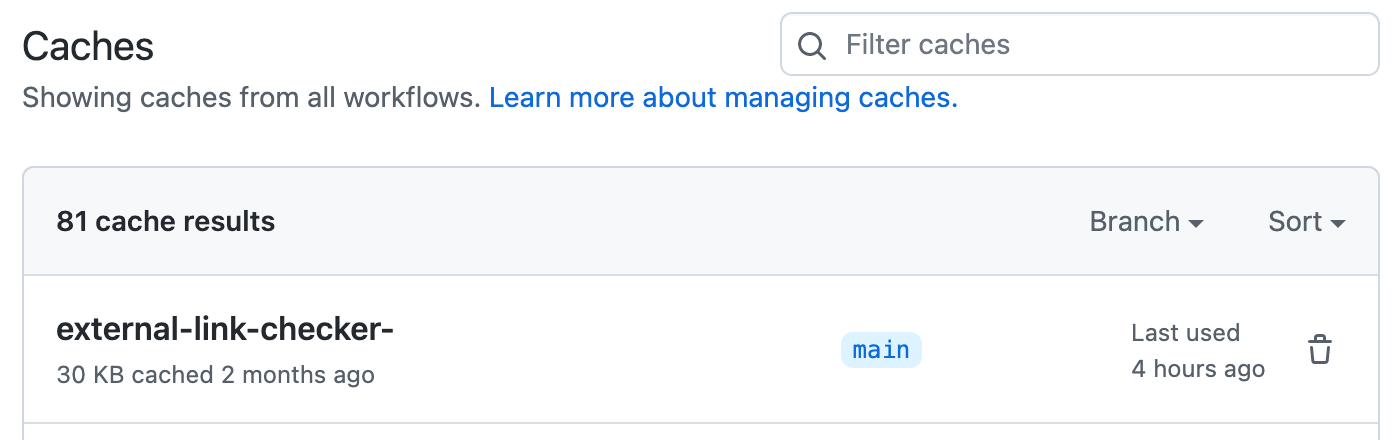 Caches
Filter caches
Showing caches from all workflows. Learn more about managing caches.
81 cache results
Branch
Sort
external-link-checker-
30 KB cached 2 months ago
main
Last used
4 hours ago